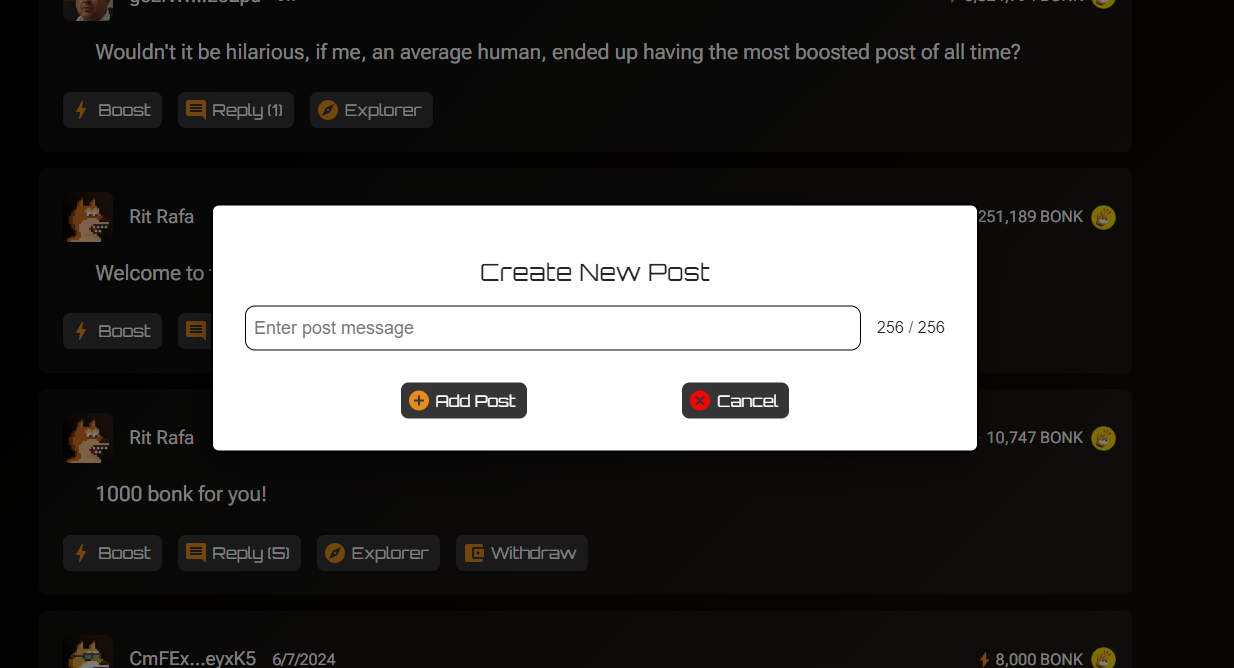 Wouldn't it be hilarious, if me, an average human, ended up having the most boosted post of all time?
Boost Reply (1) Explorer
Rit Rafa 251,189 BONK
Welcome to
Create New Post
Enter post message 256 / 256
Boost
Add Post Cancel
Rit Rafa 10,747 BONK
1000 bonk for you!
Boost Reply (5) Explorer Withdraw
CmFEx...eyxK5 6/7/2024 8,000 BONK